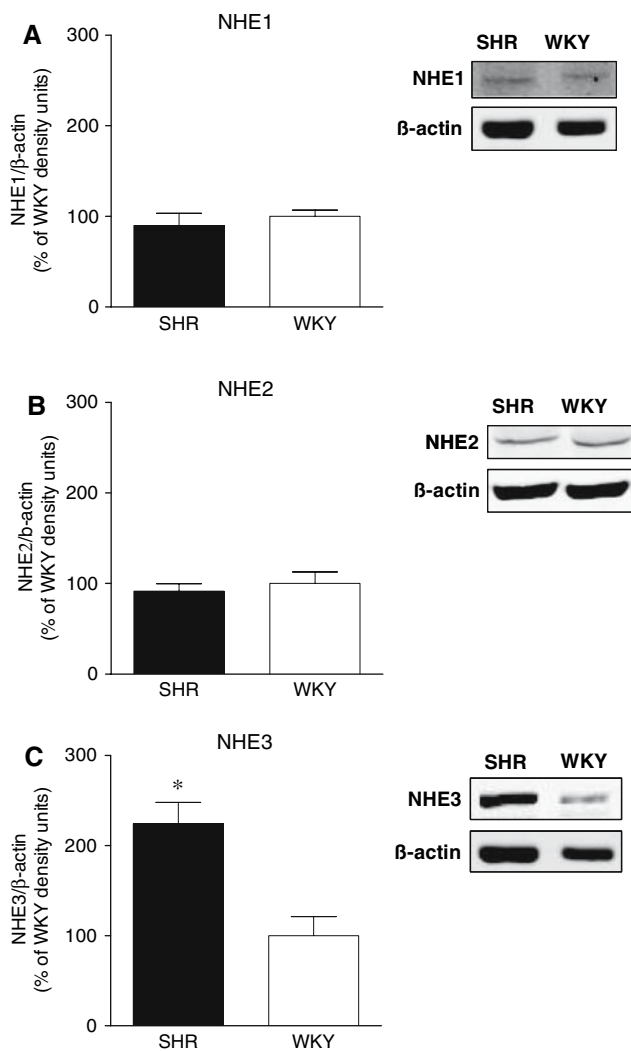 A
NHE1
NHE1/β-actin
(% of WKY density units)
300
200
100
0
SHR
WKY
SHR WKY
NHE1
ß-actin
B
NHE2
NHE2/b-actin
(% of WKY density units)
300
200
100
0
SHR
WKY
SHR WKY
NHE2
ß-actin
C
NHE3
NHE3/β-actin
(% of WKY density units)
300
200
100
0
*
SHR
WKY
SHR WKY
NHE3
ß-actin